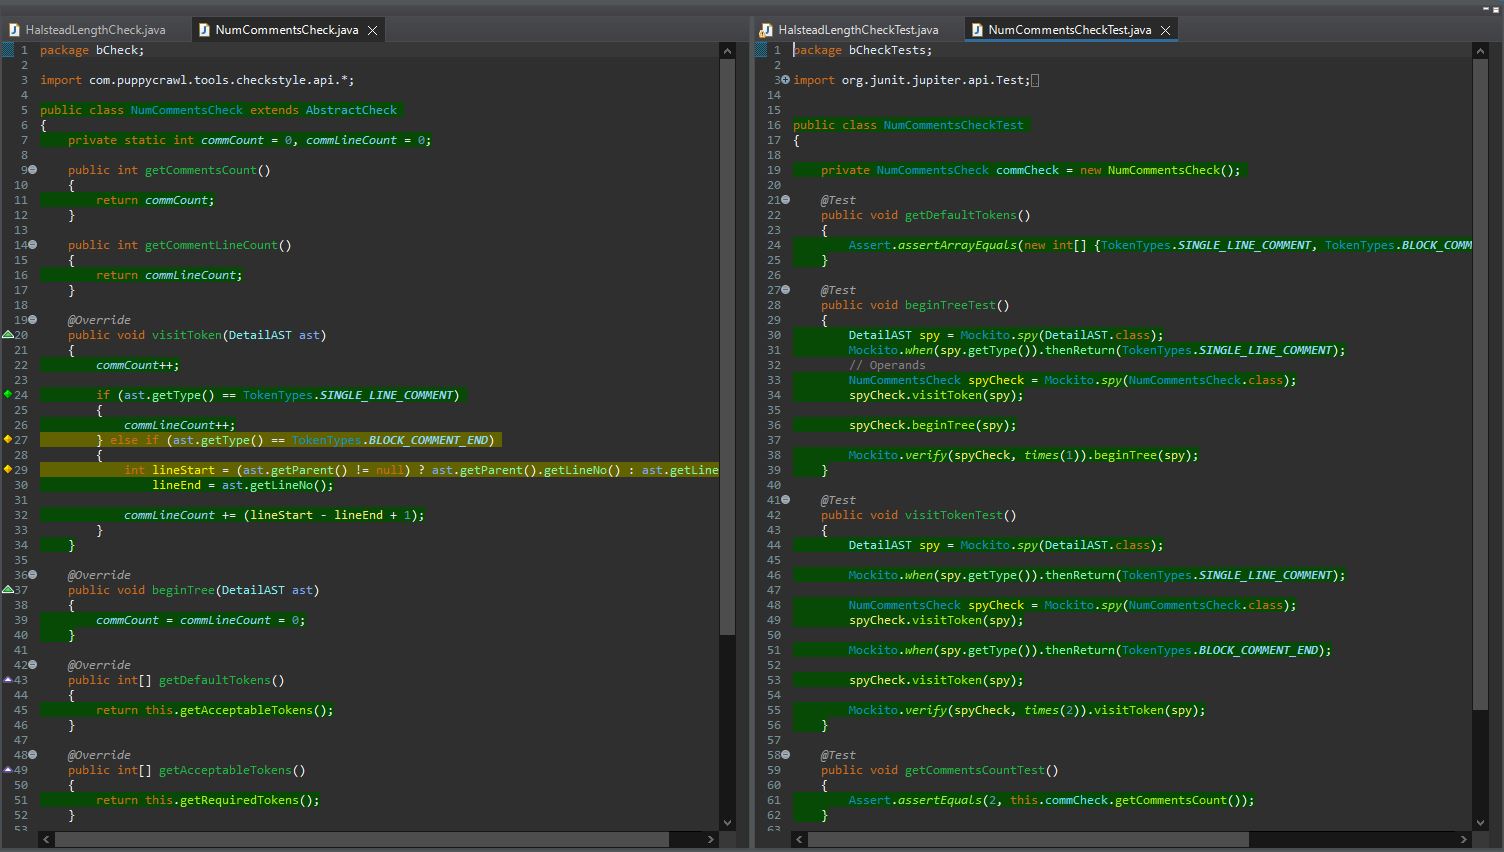 HalsteadLengthCheck.java
NumCommentsCheck.java
1 package bCheck;
2
3 import com.puppycrawl.tools.checkstyle.api.*;
4
5 public class NumCommentsCheck extends AbstractCheck
6 {
7 private static int commCount = 0, commLineCount = 0;
8
9 public int getCommentsCount()
10 {
11 return commCount;
12 }
13
14 public int getCommentLineCount()
15 {
16 return commLineCount;
17 }
18
19 @Override
20 public void visitToken(DetailAST ast)
21 {
22 commCount++;
23
24 if (ast.getType() == TokenTypes.SINGLE_LINE_COMMENT)
25 {
26 commLineCount++;
27 } else if (ast.getType() == TokenTypes.BLOCK_COMMENT_END)
28 {
29 int lineStart = (ast.getParent() != null) ? ast.getParent().getLineNo() : ast.getLine
30 lineEnd = ast.getLineNo();
31
32 commLineCount += (lineStart - lineEnd + 1);
33 }
34 }
35
36 @Override
37 public void beginTree(DetailAST ast)
38 {
39 commCount = commLineCount = 0;
40 }
41
42 @Override
43 public int[] getDefaultTokens()
44 {
45 return this.getAcceptableTokens();
46 }
47
48 @Override
49 public int[] getAcceptableTokens()
50 {
51 return this.getRequiredTokens();
52 }
53
HalsteadLengthCheckTest.java
NumCommentsCheckTest.java
1 package bCheckTests;
2
3 import org.junit.jupiter.api.Test;
14
15
16 public class NumCommentsCheckTest
17 {
18
19 private NumCommentsCheck commCheck = new NumCommentsCheck();
20
21 @Test
22 public void getDefaultTokens()
23 {
24 Assert.assertArrayEquals(new int[] {TokenTypes.SINGLE_LINE_COMMENT, TokenTypes.BLOCK_COMM
25 }
26
27 @Test
28 public void beginTreeTest()
29 {
30 DetailAST spy = Mockito.spy(DetailAST.class);
31 Mockito.when(spy.getType()).thenReturn(TokenTypes.SINGLE_LINE_COMMENT);
32 // Operands
33 NumCommentsCheck spyCheck = Mockito.spy(NumCommentsCheck.class);
34 spyCheck.visitToken(spy);
35
36 spyCheck.beginTree(spy);
37
38 Mockito.verify(spyCheck, times(1)).beginTree(spy);
39 }
40
41 @Test
42 public void visitTokenTest()
43 {
44 DetailAST spy = Mockito.spy(DetailAST.class);
45
46 Mockito.when(spy.getType()).thenReturn(TokenTypes.SINGLE_LINE_COMMENT);
47
48 NumCommentsCheck spyCheck = Mockito.spy(NumCommentsCheck.class);
49 spyCheck.visitToken(spy);
50
51 Mockito.when(spy.getType()).thenReturn(TokenTypes.BLOCK_COMMENT_END);
52
53 spyCheck.visitToken(spy);
54
55 Mockito.verify(spyCheck, times(2)).visitToken(spy);
56 }
57
58 @Test
59 public void getCommentsCountTest()
60 {
61 Assert.assertEquals(2, this.commCheck.getCommentsCount());
62 }
63